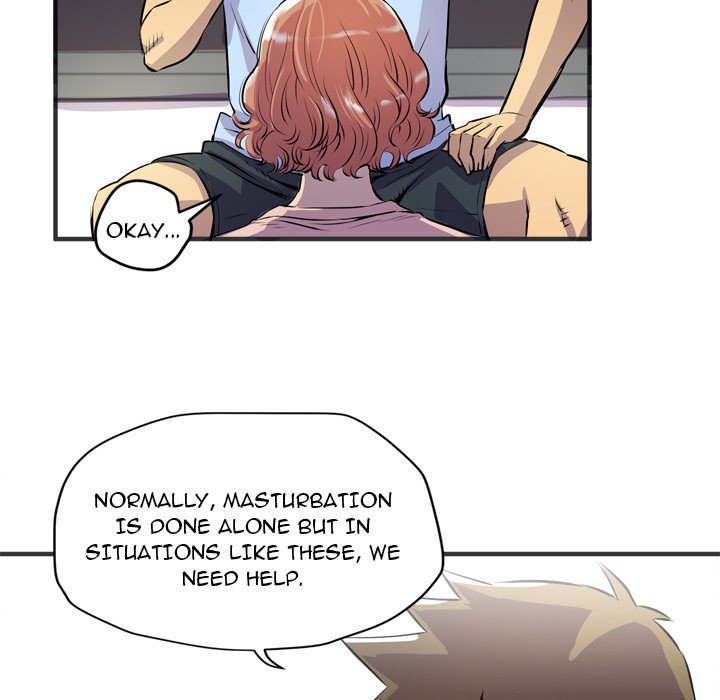 OKAY...
NORMALLY, MASTURBATION
IS DONE ALONE BUT IN
SITUATIONS LIKE THESE, WE
NEED HELP.